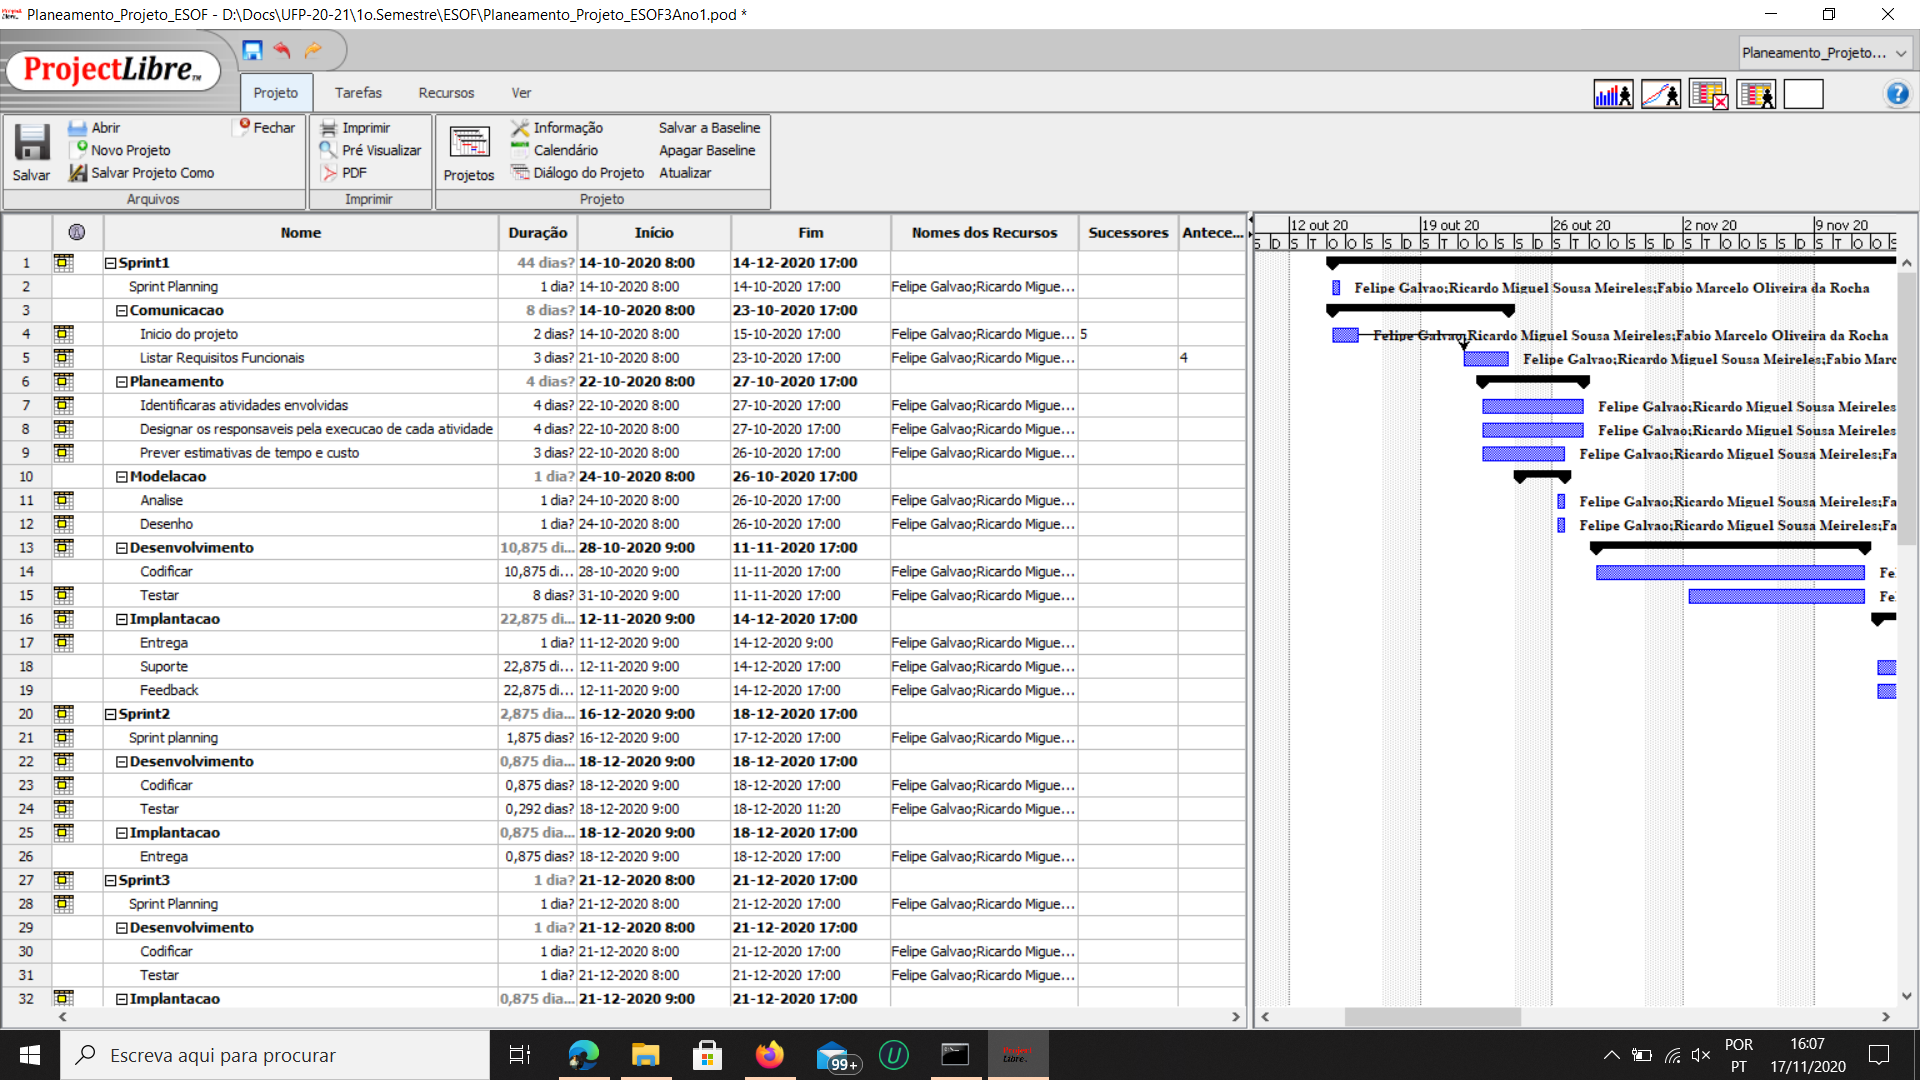 Planeamento_Projeto_ESOF - D:\Docs\UFP-20-21\1o.Semestre\ESOF\Planeamento_Projeto_ESOF3Ano1.pod *
ProjectLibre
Planeamento_Projeto...
Projeto Tarefas Recursos Ver
Salvar
Abrir
Novo Projeto
Salvar Projeto Como
Fechar
Arquivos
Imprimir
Pré Visualizar
PDF
Imprimir
Projetos
Informação
Calendário
Diálogo do Projeto
Salvar a Baseline
Apagar Baseline
Atualizar
Projeto
Nome Duração Início Fim Nomes dos Recursos Sucessores Antece...
1 Sprint1 44 dias? 14-10-2020 8:00 14-12-2020 17:00
2 Sprint Planning 1 dia? 14-10-2020 8:00 14-10-2020 17:00 Felipe Galvao;Ricardo Migue...
3 Comunicacao 8 dias? 14-10-2020 8:00 23-10-2020 17:00
4 Inicio do projeto 2 dias? 14-10-2020 8:00 15-10-2020 17:00 Felipe Galvao;Ricardo Migue... 5
5 Listar Requisitos Funcionais 3 dias? 21-10-2020 8:00 23-10-2020 17:00 Felipe Galvao;Ricardo Migue... 4
6 Planeamento 4 dias? 22-10-2020 8:00 27-10-2020 17:00
7 Identificaras atividades envolvidas 4 dias? 22-10-2020 8:00 27-10-2020 17:00 Felipe Galvao;Ricardo Migue...
8 Designar os responsaveis pela execucao de cada atividade 4 dias? 22-10-2020 8:00 27-10-2020 17:00 Felipe Galvao;Ricardo Migue...
9 Prever estimativas de tempo e custo 3 dias? 22-10-2020 8:00 26-10-2020 17:00 Felipe Galvao;Ricardo Migue...
10 Modelacao 1 dia? 24-10-2020 8:00 26-10-2020 17:00
11 Analise 1 dia? 24-10-2020 8:00 26-10-2020 17:00 Felipe Galvao;Ricardo Migue...
12 Desenho 1 dia? 24-10-2020 8:00 26-10-2020 17:00 Felipe Galvao;Ricardo Migue...
13 Desenvolvimento 10,875 di... 28-10-2020 9:00 11-11-2020 17:00
14 Codificar 10,875 di... 28-10-2020 9:00 11-11-2020 17:00 Felipe Galvao;Ricardo Migue...
15 Testar 8 dias? 31-10-2020 9:00 11-11-2020 17:00 Felipe Galvao;Ricardo Migue...
16 Implantacao 22,875 di... 12-11-2020 9:00 14-12-2020 17:00
17 Entrega 1 dia? 11-12-2020 9:00 14-12-2020 9:00 Felipe Galvao;Ricardo Migue...
18 Suporte 22,875 di... 12-11-2020 9:00 14-12-2020 17:00 Felipe Galvao;Ricardo Migue...
19 Feedback 22,875 di... 12-11-2020 9:00 14-12-2020 17:00 Felipe Galvao;Ricardo Migue...
20 Sprint2 2,875 dia... 16-12-2020 9:00 18-12-2020 17:00
21 Sprint planning 1,875 dias? 16-12-2020 9:00 17-12-2020 17:00 Felipe Galvao;Ricardo Migue...
22 Desenvolvimento 0,875 dia... 18-12-2020 9:00 18-12-2020 17:00
23 Codificar 0,875 dias? 18-12-2020 9:00 18-12-2020 17:00 Felipe Galvao;Ricardo Migue...
24 Testar 0,292 dias? 18-12-2020 9:00 18-12-2020 11:20 Felipe Galvao;Ricardo Migue...
25 Implantacao 0,875 dia... 18-12-2020 9:00 18-12-2020 17:00
26 Entrega 0,875 dias? 18-12-2020 9:00 18-12-2020 17:00 Felipe Galvao;Ricardo Migue...
27 Sprint3 1 dia? 21-12-2020 8:00 21-12-2020 17:00
28 Sprint Planning 1 dia? 21-12-2020 8:00 21-12-2020 17:00 Felipe Galvao;Ricardo Migue...
29 Desenvolvimento 1 dia? 21-12-2020 8:00 21-12-2020 17:00
30 Codificar 1 dia? 21-12-2020 8:00 21-12-2020 17:00 Felipe Galvao;Ricardo Migue...
31 Testar 1 dia? 21-12-2020 8:00 21-12-2020 17:00 Felipe Galvao;Ricardo Migue...
32 Implantacao 0,875 dia... 21-12-2020 9:00 21-12-2020 17:00
12 out 20 19 out 20 26 out 20 2 nov 20 9 nov 20
S D S T Q Q S S D S T Q Q S S D S T Q Q S S D S T Q Q S S D S T Q Q S
Felipe Galvao;Ricardo Miguel Sousa Meireles;Fabio Marcelo Oliveira da Rocha
Felipe Galvao;Ricardo Miguel Sousa Meireles;Fabio Marcelo Oliveira da Rocha
Felipe Galvao;Ricardo Miguel Sousa Meireles;Fabio Marc
Felipe Galvao;Ricardo Miguel Sousa Meireles
Felipe Galvao;Ricardo Miguel Sousa Meireles
Felipe Galvao;Ricardo Miguel Sousa Meireles;Fa
Felipe Galvao;Ricardo Miguel Sousa Meireles;Fa
Felipe Galvao;Ricardo Miguel Sousa Meireles;Fa
Fe
Fe
Escreva aqui para procurar
99+
POR
PT
16:07
17/11/2020